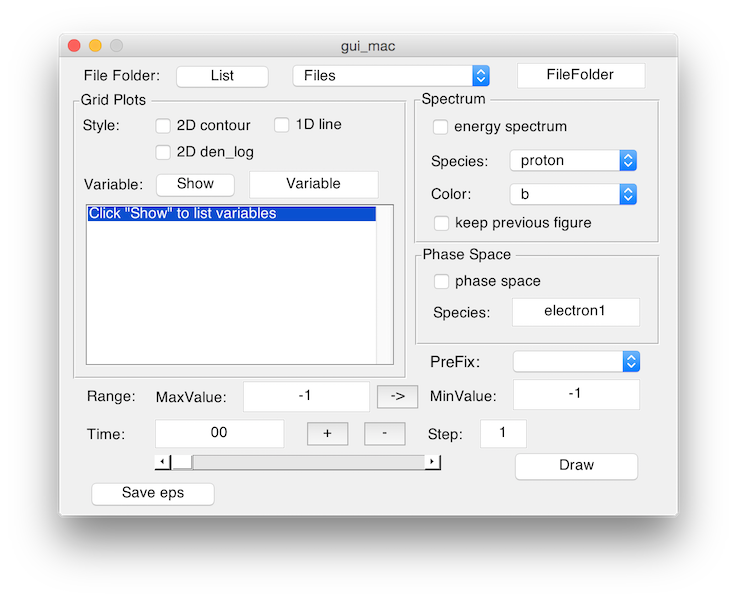 gui_mac
File Folder: List Files FileFolder
Grid Plots
Style: 2D contour 1D line
2D den_log
Variable: Show Variable
Click "Show" to list variables
Spectrum
energy spectrum
Species: proton
Color: b
keep previous figure
Phase Space
phase space
Species: electron1
PreFix:
Range: MaxValue: -1 -> MinValue: -1
Time: 00 + - Step: 1
Draw
Save eps